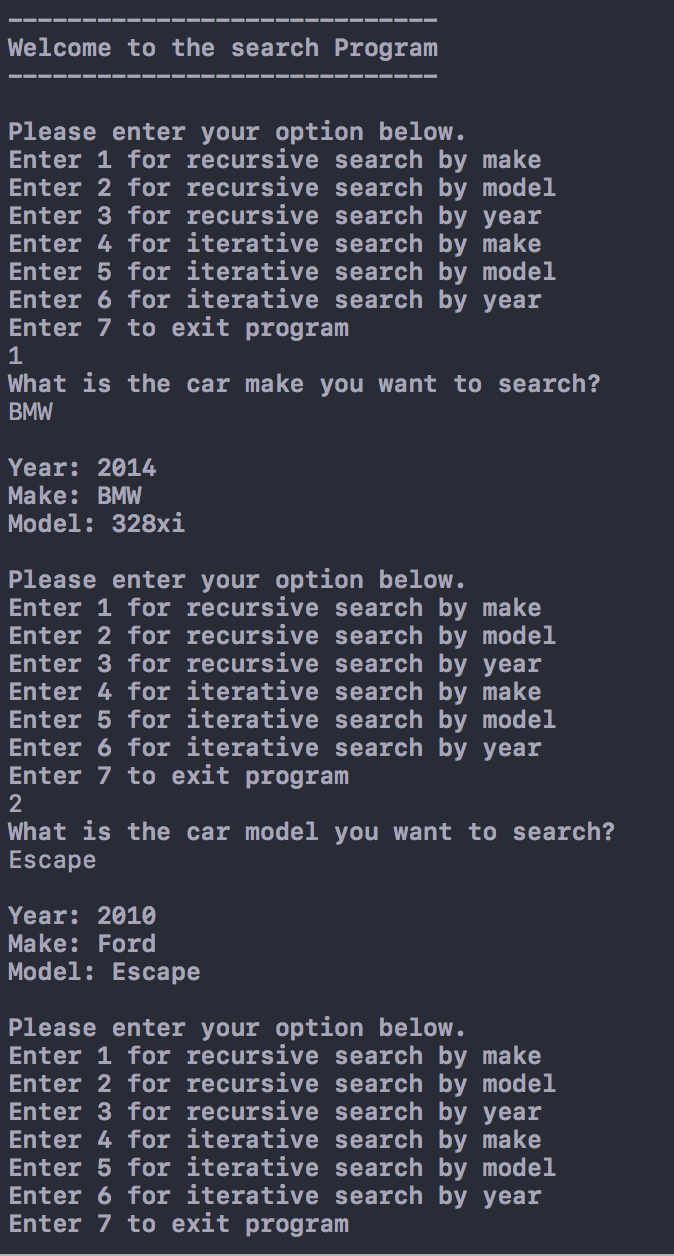 -----------------------------
Welcome to the search Program
-----------------------------
Please enter your option below.
Enter 1 for recursive search by make
Enter 2 for recursive search by model
Enter 3 for recursive search by year
Enter 4 for iterative search by make
Enter 5 for iterative search by model
Enter 6 for iterative search by year
Enter 7 to exit program
1
What is the car make you want to search?
BMW
Year: 2014
Make: BMW
Model: 328xi
Please enter your option below.
Enter 1 for recursive search by make
Enter 2 for recursive search by model
Enter 3 for recursive search by year
Enter 4 for iterative search by make
Enter 5 for iterative search by model
Enter 6 for iterative search by year
Enter 7 to exit program
2
What is the car model you want to search?
Escape
Year: 2010
Make: Ford
Model: Escape
Please enter your option below.
Enter 1 for recursive search by make
Enter 2 for recursive search by model
Enter 3 for recursive search by year
Enter 4 for iterative search by make
Enter 5 for iterative search by model
Enter 6 for iterative search by year
Enter 7 to exit program